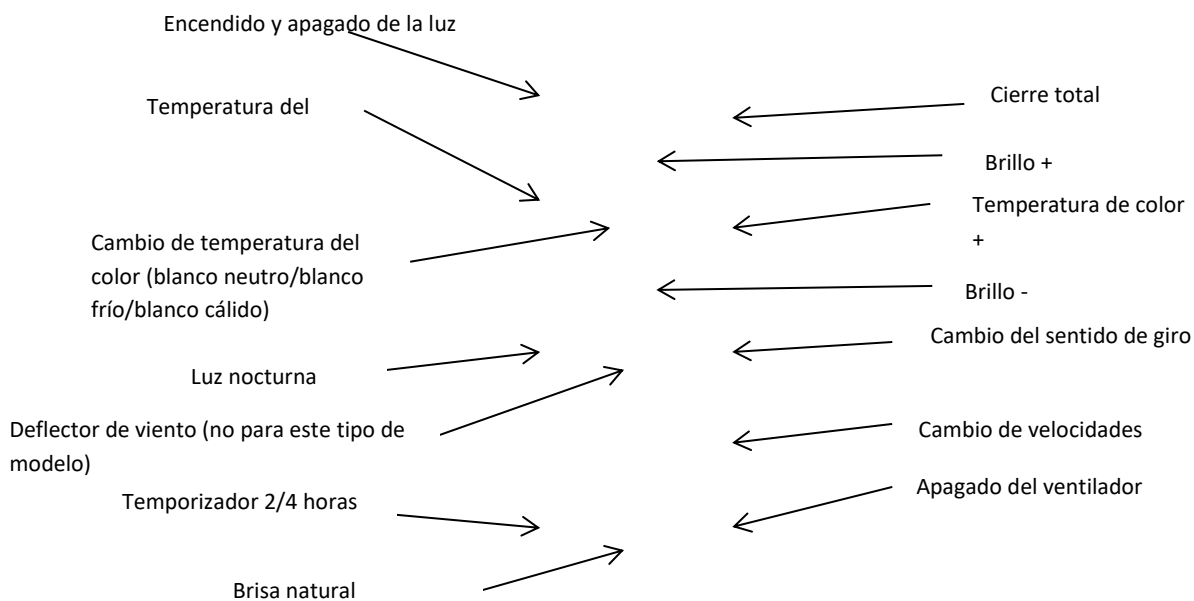 Encendido y apagado de la luz
Temperatura del
Cierre total
Brillo +
Temperatura de color
+
Cambio de temperatura del
color (blanco neutro/blanco
frío/blanco cálido)
Brillo -
Cambio del sentido de giro
Luz nocturna
Deflector de viento (no para este tipo de
modelo)
Cambio de velocidades
Temporizador 2/4 horas
Apagado del ventilador
Brisa natural